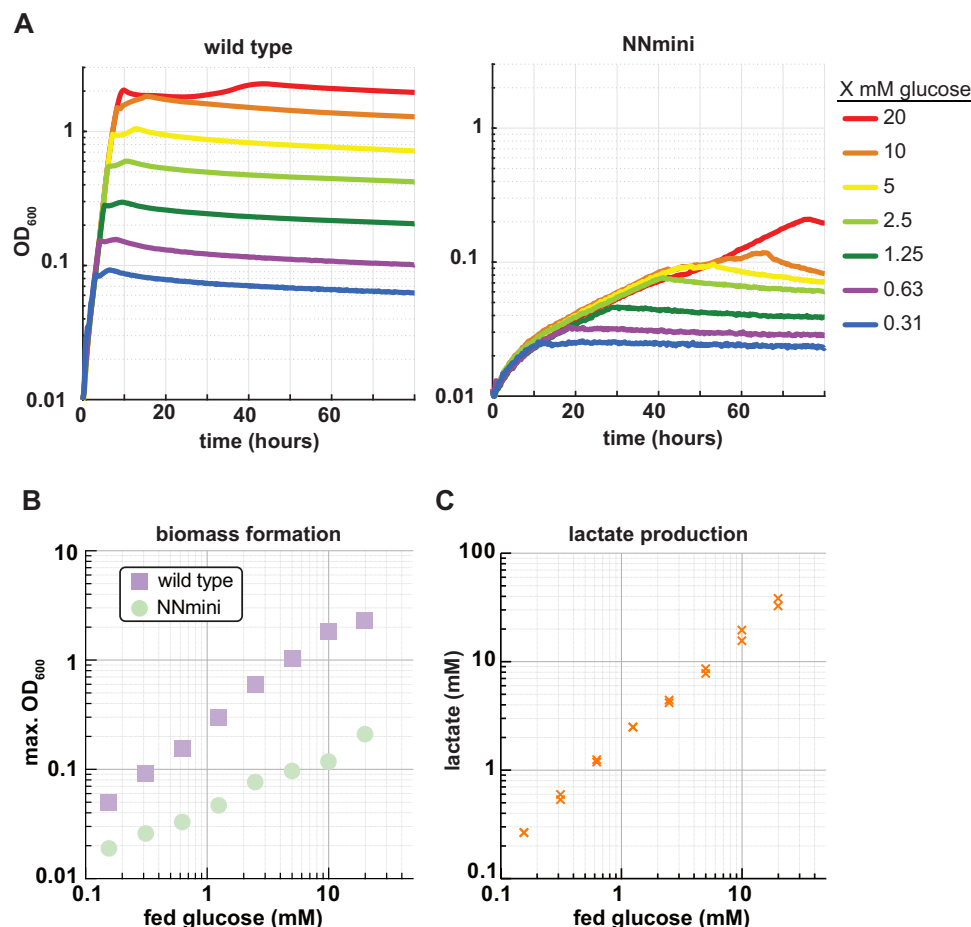 A
wild type
NNmini
X mM glucose
20
10
5
2.5
1.25
0.63
0.31
OD600
1
0.1
0.01
0 20 40 60
time (hours)
1
0.1
0.01
0 20 40 60
time (hours)
B
biomass formation
wild type
NNmini
max. OD600
10
1
0.1
0.01
0.1 1 10
fed glucose (mM)
C
lactate production
lactate (mM)
100
10
1
0.1
0.1 1 10
fed glucose (mM)